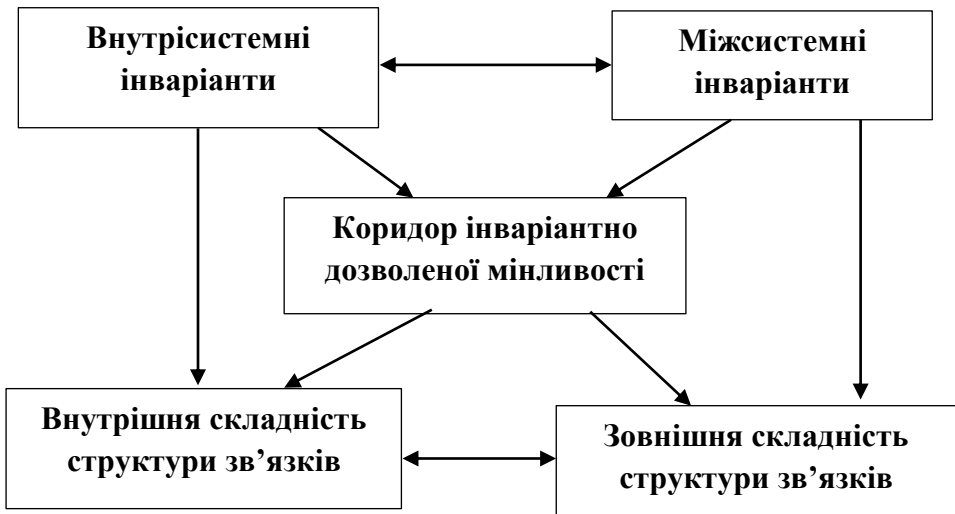 Внутрісистемні
інваріанти
Міжсистемні
інваріанти
Коридор інваріантно
дозволеної мінливості
Внутрішня складність
структури зв’язків
Зовнішня складність
структури зв’язків